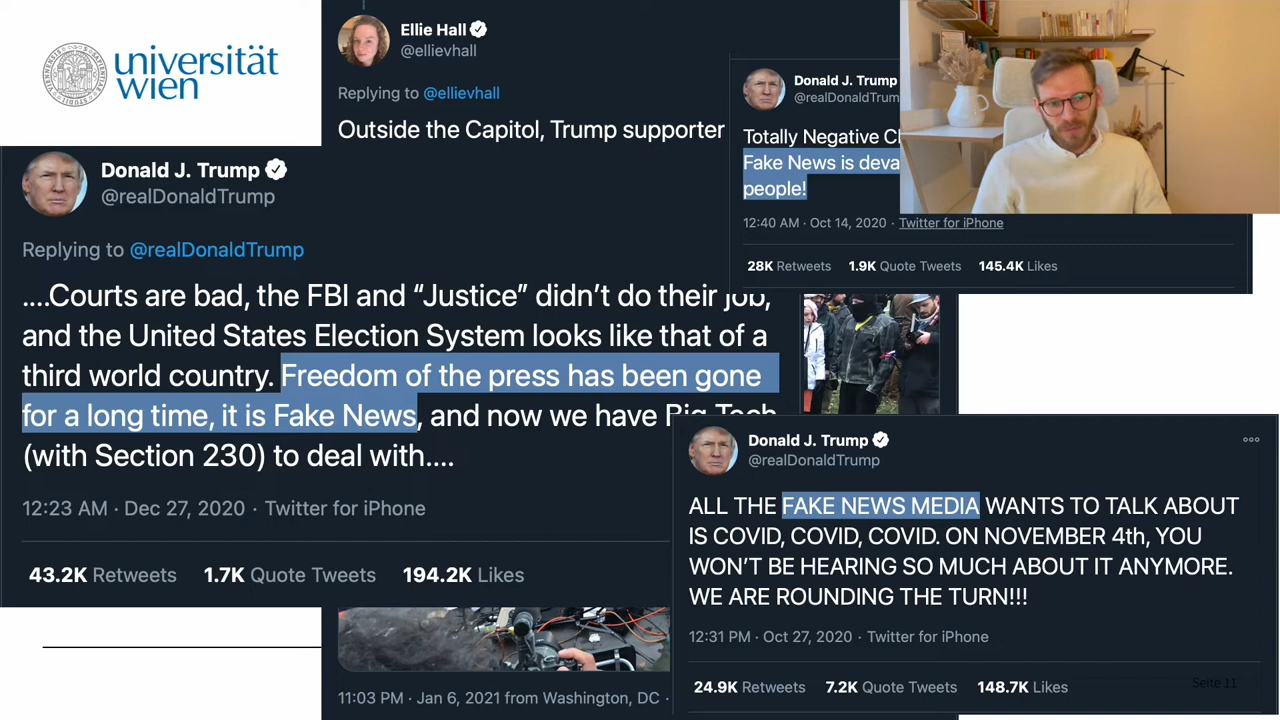 universität
wien
Ellie Hall
@ellievhall
Replying to @ellievhall
Outside the Capitol, Trump supporter
Donald J. Trump
@realDonaldTrump
Replying to @realDonaldTrump
....Courts are bad, the FBI and “Justice” didn’t do their job,
and the United States Election System looks like that of a
third world country. Freedom of the press has been gone
for a long time, it is Fake News, and now we have Big Tech
(with Section 230) to deal with....
12:23 AM · Dec 27, 2020 · Twitter for iPhone
43.2K Retweets 1.7K Quote Tweets 194.2K Likes
11:03 PM · Jan 6, 2021 from Washington, DC ·
Donald J. Trump
Totally Negative
Fake News is
people!
12:40 AM · Oct 14, 2020 · Twitter for iPhone
28K Retweets 1.9K Quote Tweets 145.4K Likes
Donald J. Trump
@realDonaldTrump
ALL THE FAKE NEWS MEDIA WANTS TO TALK ABOUT
IS COVID, COVID, COVID. ON NOVEMBER 4th, YOU
WON’T BE HEARING SO MUCH ABOUT IT ANYMORE.
WE ARE ROUNDING THE TURN!!!
12:31 PM · Oct 27, 2020 · Twitter for iPhone
24.9K Retweets 7.2K Quote Tweets 148.7K Likes
Seite 11